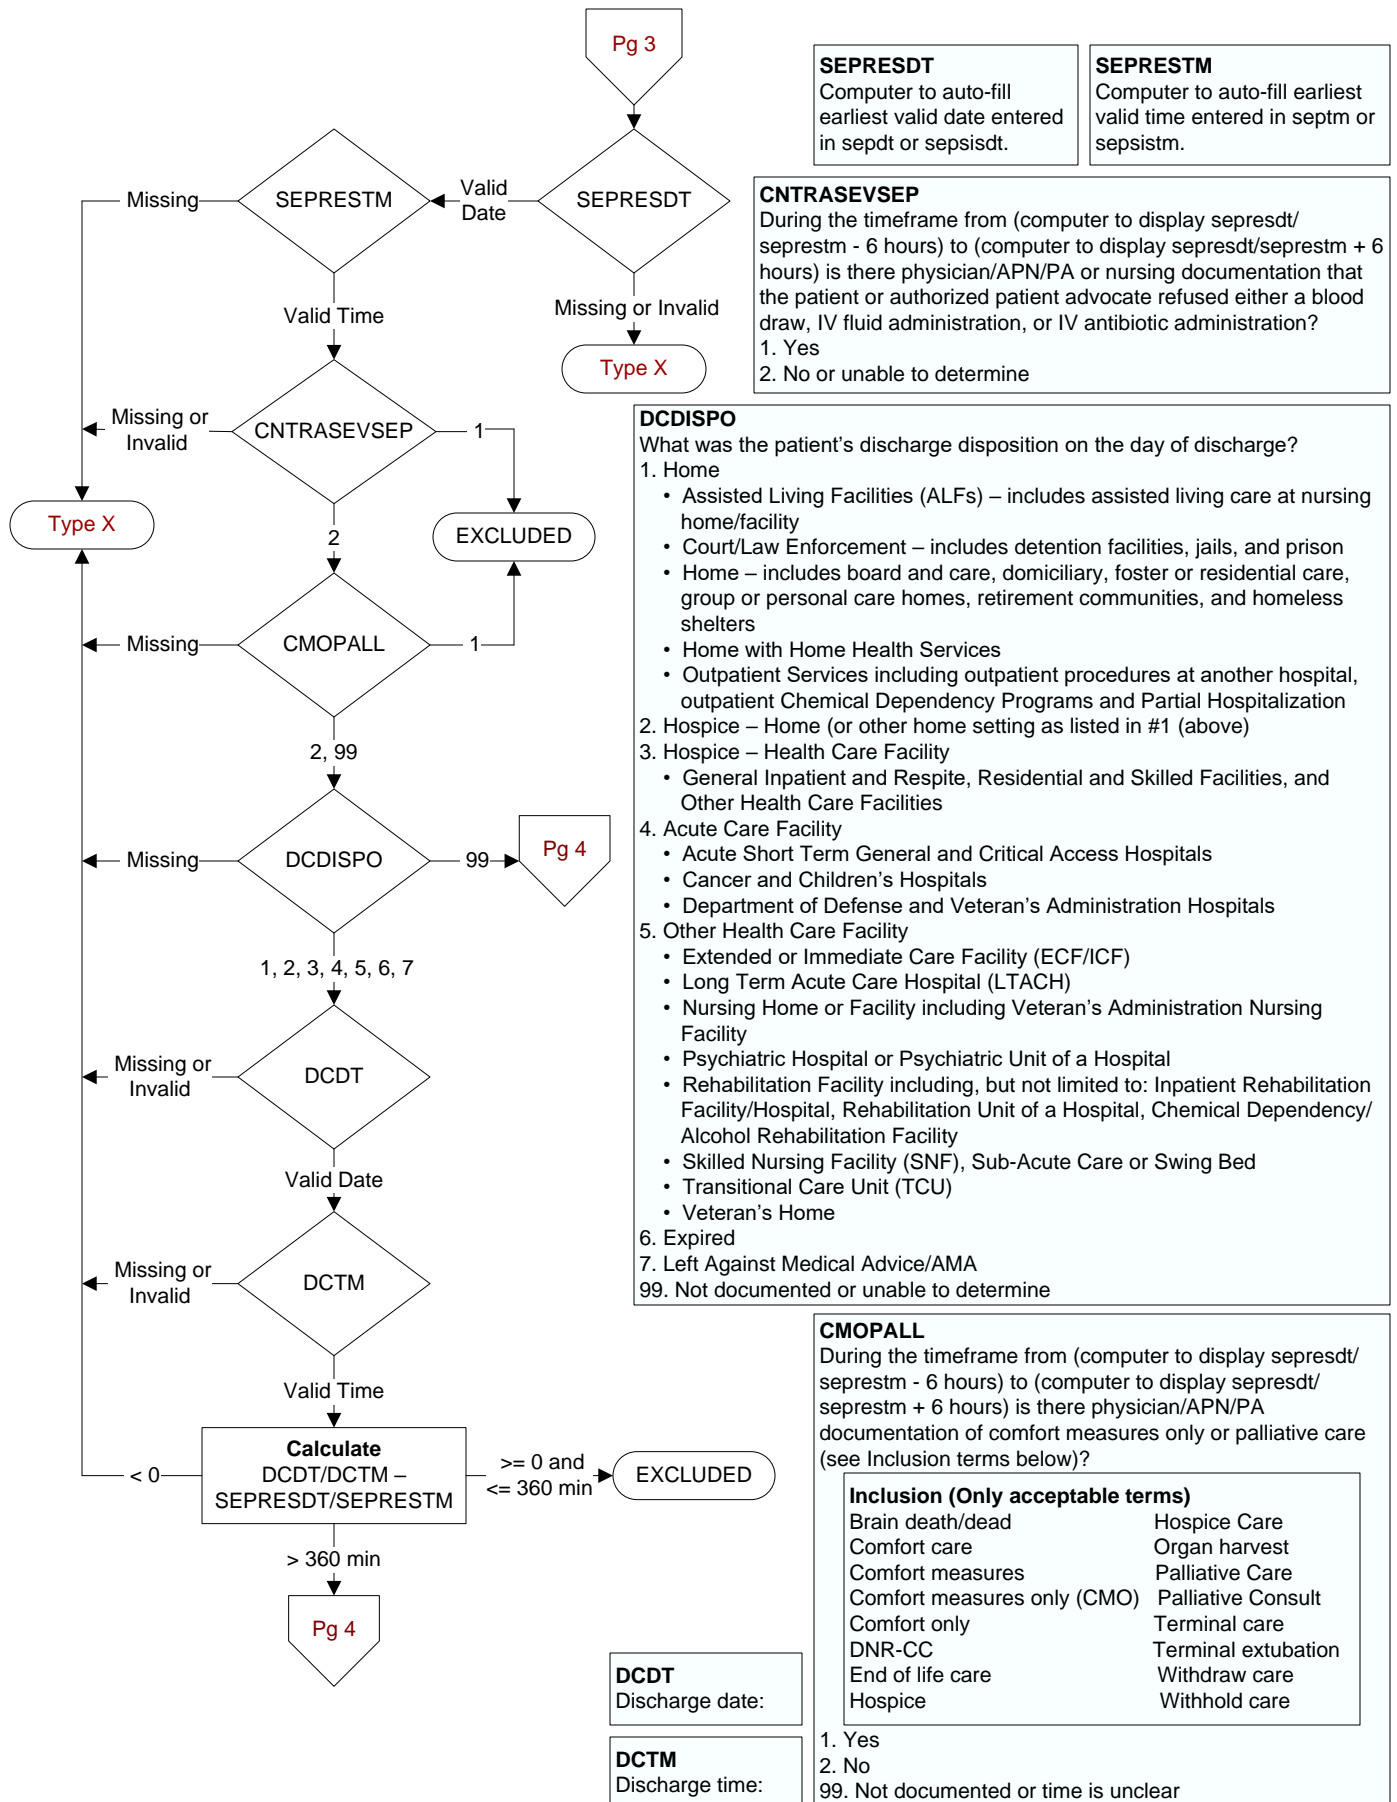 Pg 3
SEPRESDT
Computer to auto-fill
earliest valid date entered
in sepdt or sepsisdt.
SEPRESTM
Computer to auto-fill earliest
valid time entered in septm or
sepsistm.
Missing
SEPRESTM
Valid
Date
SEPRESDT
Valid Time
Missing or Invalid
Type X
CNTRASEVSEP
During the timeframe from (computer to display sepresdt/
seprestm - 6 hours) to (computer to display sepresdt/seprestm + 6
hours) is there physician/APN/PA or nursing documentation that
the patient or authorized patient advocate refused either a blood
draw, IV fluid administration, or IV antibiotic administration?
1. Yes
2. No or unable to determine
Missing or
Invalid
CNTRASEVSEP
1
Type X
2
EXCLUDED
Missing
CMOPALL
1
2, 99
Missing
DCDISPO
99
Pg 4
1, 2, 3, 4, 5, 6, 7
Missing or
Invalid
DCDT
Valid Date
Missing or
Invalid
DCTM
Valid Time
< 0
Calculate
DCDT/DCTM –
SEPRESDT/SEPRESTM
>= 0 and
<= 360 min
EXCLUDED
> 360 min
Pg 4
DCDISPO
What was the patient’s discharge disposition on the day of discharge?
1. Home
• Assisted Living Facilities (ALFs) – includes assisted living care at nursing
home/facility
• Court/Law Enforcement – includes detention facilities, jails, and prison
• Home – includes board and care, domiciliary, foster or residential care,
group or personal care homes, retirement communities, and homeless
shelters
• Home with Home Health Services
• Outpatient Services including outpatient procedures at another hospital,
outpatient Chemical Dependency Programs and Partial Hospitalization
2. Hospice – Home (or other home setting as listed in #1 (above)
3. Hospice – Health Care Facility
• General Inpatient and Respite, Residential and Skilled Facilities, and
Other Health Care Facilities
4. Acute Care Facility
• Acute Short Term General and Critical Access Hospitals
• Cancer and Children’s Hospitals
• Department of Defense and Veteran’s Administration Hospitals
5. Other Health Care Facility
• Extended or Immediate Care Facility (ECF/ICF)
• Long Term Acute Care Hospital (LTACH)
• Nursing Home or Facility including Veteran’s Administration Nursing
Facility
• Psychiatric Hospital or Psychiatric Unit of a Hospital
• Rehabilitation Facility including, but not limited to: Inpatient Rehabilitation
Facility/Hospital, Rehabilitation Unit of a Hospital, Chemical Dependency/
Alcohol Rehabilitation Facility
• Skilled Nursing Facility (SNF), Sub-Acute Care or Swing Bed
• Transitional Care Unit (TCU)
• Veteran’s Home
6. Expired
7. Left Against Medical Advice/AMA
99. Not documented or unable to determine
CMOPALL
During the timeframe from (computer to display sepresdt/
seprestm - 6 hours) to (computer to display sepresdt/
seprestm + 6 hours) is there physician/APN/PA
documentation of comfort measures only or palliative care
(see Inclusion terms below)?
Inclusion (Only acceptable terms)
Brain death/dead Hospice Care
Comfort care Organ harvest
Comfort measures Palliative Care
Comfort measures only (CMO) Palliative Consult
Comfort only Terminal care
DNR-CC Terminal extubation
End of life care Withdraw care
Hospice Withhold care
1. Yes
2. No
99. Not documented or time is unclear
DCDT
Discharge date:
DCTM
Discharge time: